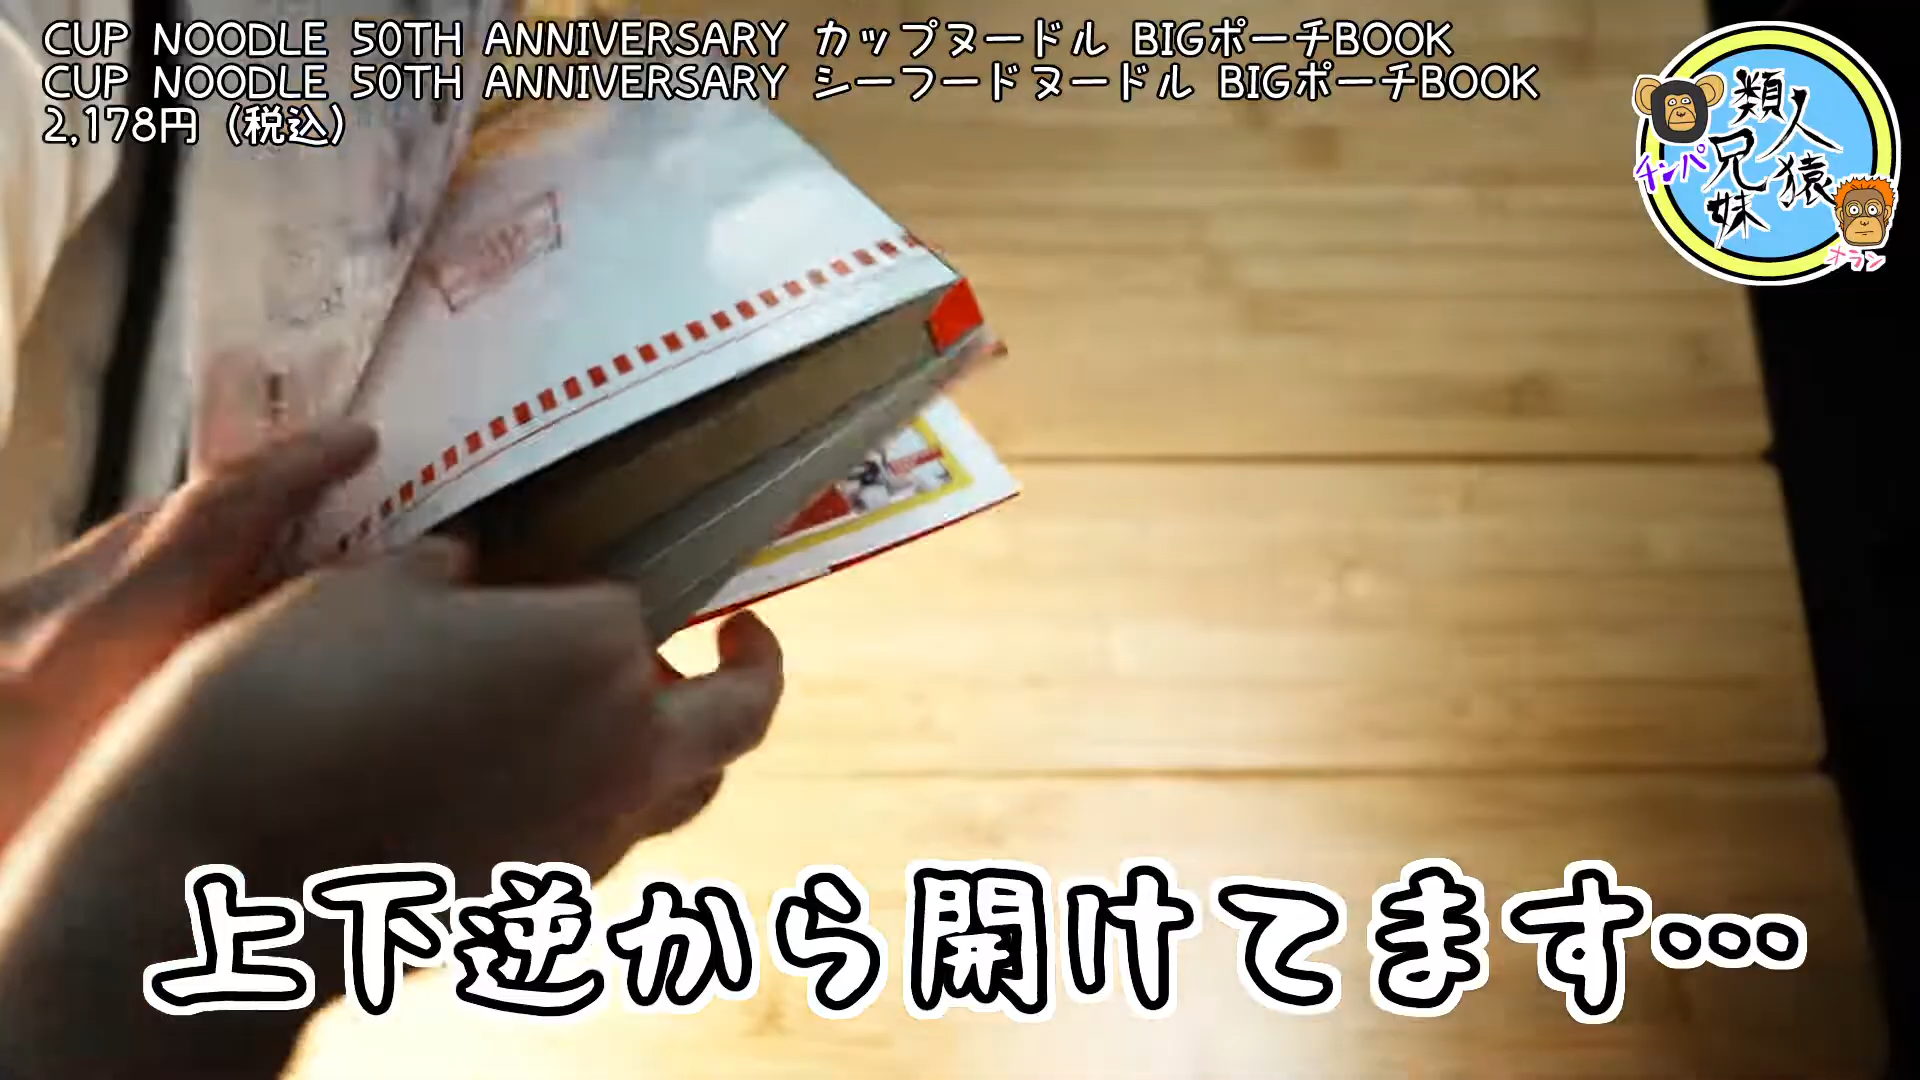 CUP NOODLE 50TH ANNIVERSARY カップヌードル BIGポーチBOOK
CUP NOODLE 50TH ANNIVERSARY シーフードヌードル BIGポーチBOOK
2,178円（税込）
類人猿
兄妹
チンパ
オラン
上下逆から開けてます…